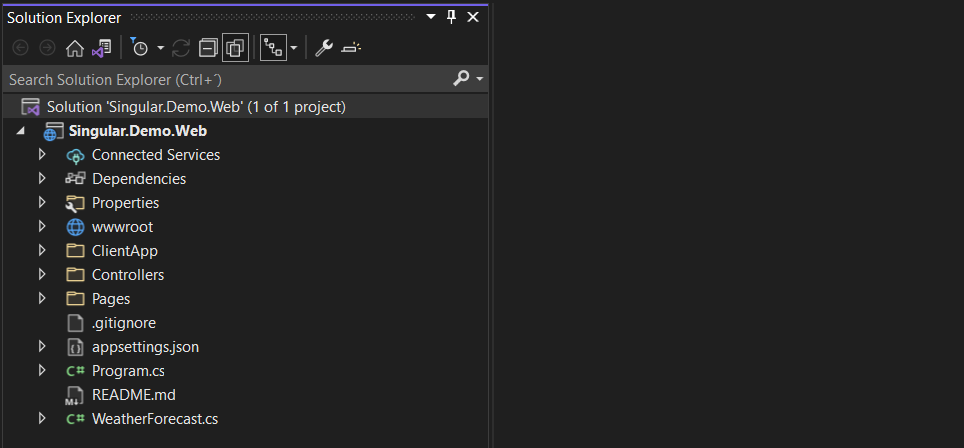 Solution Explorer
Search Solution Explorer (Ctrl+´)
Solution 'Singular.Demo.Web' (1 of 1 project)
Singular.Demo.Web
Connected Services
Dependencies
Properties
wwwroot
ClientApp
Controllers
Pages
.gitignore
appsettings.json
C# Program.cs
M↓ README.md
C# WeatherForecast.cs